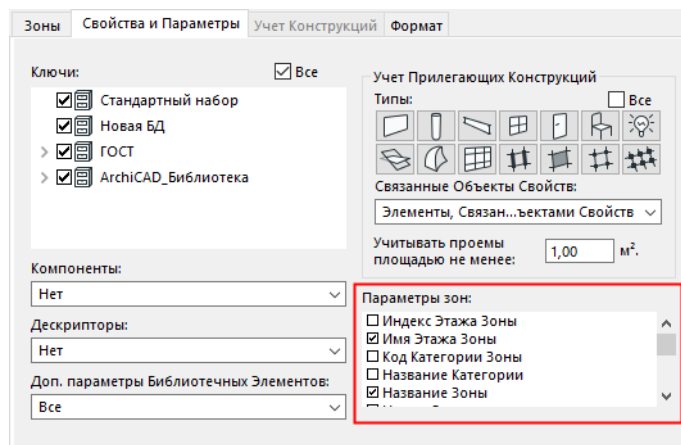 Зоны
Свойства и Параметры
Учет Конструкций
Формат
Ключи:
Все
Стандартный набор
Новая БД
ГОСТ
ArchiCAD_Библиотека
Компоненты:
Нет
Дескрипторы:
Нет
Доп. параметры Библиотечных Элементов:
Все
Учет Прилегающих Конструкций
Типы:
Все
Связанные Объекты Свойств:
Элементы, Связан...ъектами Свойств
Учитывать проемы
площадью не менее:
1,00
м².
Параметры зон:
Индекс Этажа Зоны
Имя Этажа Зоны
Код Категории Зоны
Название Категории
Название Зоны